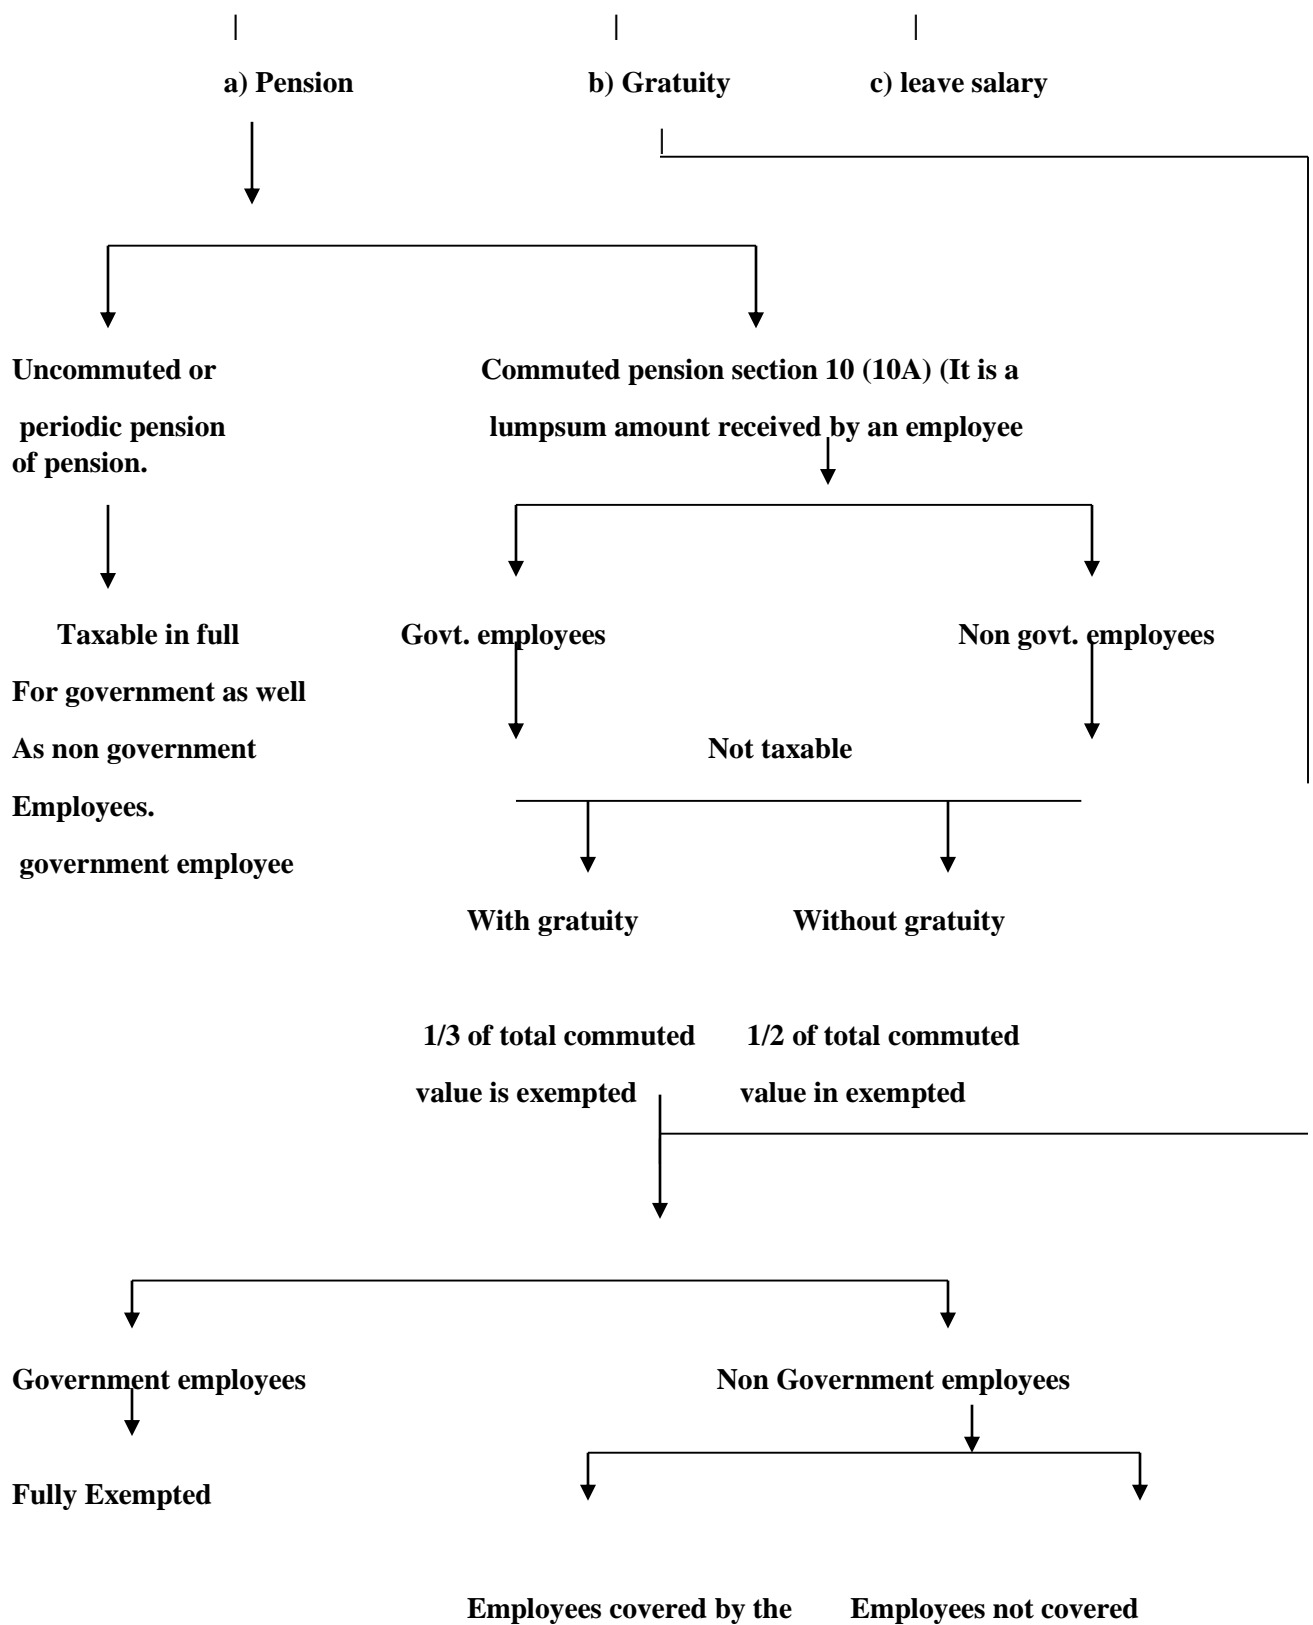 a) Pension b) Gratuity c) leave salary
Uncommuted or Commuted pension section 10 (10A) (It is a
periodic pension lumpsum amount received by an employee
of pension.
Taxable in full Govt. employees Non govt. employees
For government as well
As non government Not taxable
Employees.
government employee
With gratuity Without gratuity
1/3 of total commuted 1/2 of total commuted
value is exempted value in exempted
Government employees Non Government employees
Fully Exempted
Employees covered by the Employees not covered